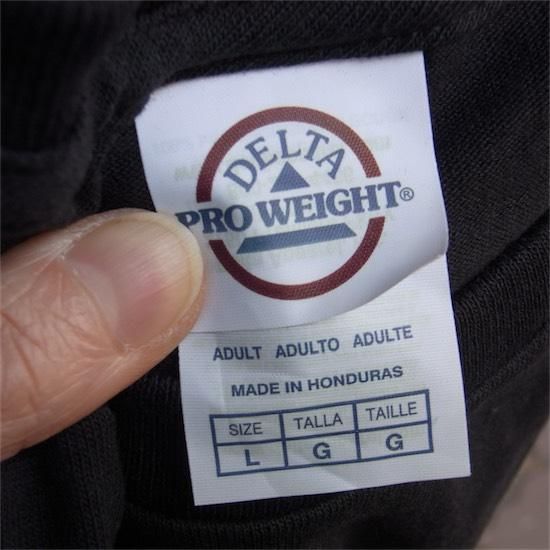 DELTA
PRO WEIGHT®
ADULT ADULTO ADULTE
MADE IN HONDURAS
SIZE TALLA TAILLE
L G G